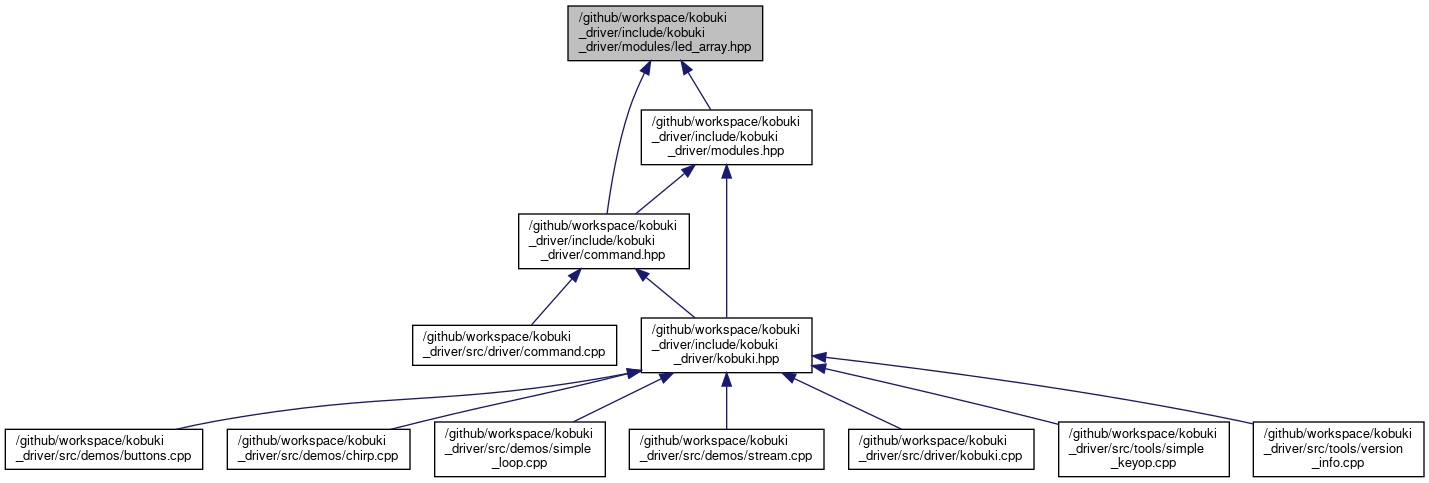 /github/workspace/kobuki
_driver/include/kobuki
_driver/modules/led_array.hpp
/github/workspace/kobuki
_driver/include/kobuki
_driver/modules.hpp
/github/workspace/kobuki
_driver/include/kobuki
_driver/command.hpp
/github/workspace/kobuki
_driver/src/driver/command.cpp
/github/workspace/kobuki
_driver/include/kobuki
_driver/kobuki.hpp
/github/workspace/kobuki
_driver/src/demos/buttons.cpp
/github/workspace/kobuki
_driver/src/demos/chirp.cpp
/github/workspace/kobuki
_driver/src/demos/simple
_loop.cpp
/github/workspace/kobuki
_driver/src/demos/stream.cpp
/github/workspace/kobuki
_driver/src/driver/kobuki.cpp
/github/workspace/kobuki
_driver/src/tools/simple
_keyop.cpp
/github/workspace/kobuki
_driver/src/tools/version
_info.cpp